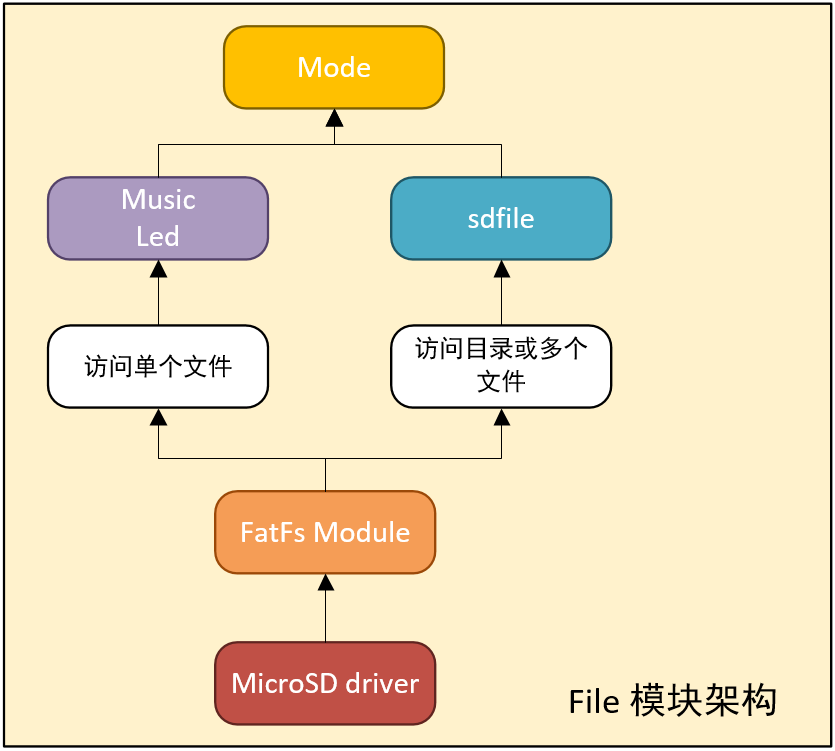 Mode
Music
Led
sdfile
访问单个文件
访问目录或多个
文件
FatFs Module
MicroSD driver
File 模块架构